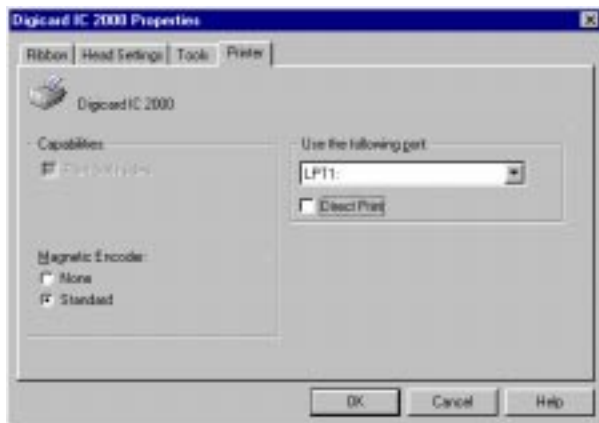 Digicard IC 2000 Properties
Ribbon
Head Settings
Tools
Printer
Digicard IC 2000
Capabilities
Use the following port
LPT1:
Direct Print
Magnetic Encoder:
None
Standard
OK
Cancel
Help